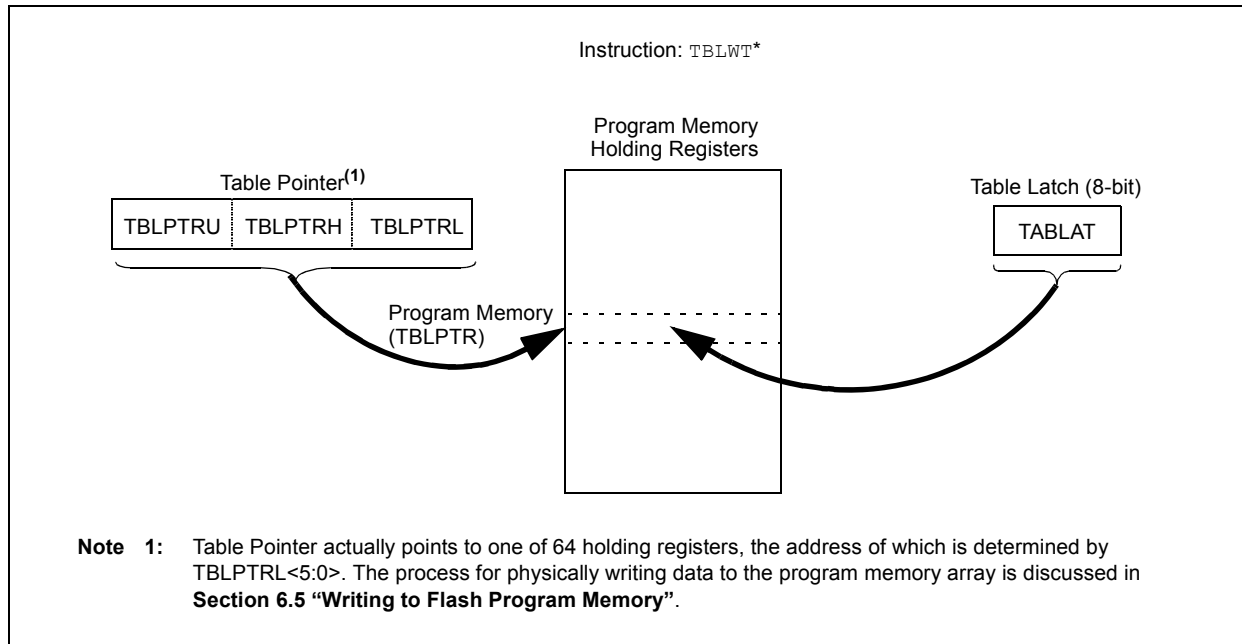 Instruction: TBLWT*
Program Memory
Holding Registers
Table Pointer(1)
Table Latch (8-bit)
TBLPTRU TBLPTRH TBLPTRL
TABLAT
Program Memory
(TBLPTR)
Note 1: Table Pointer actually points to one of 64 holding registers, the address of which is determined by
TBLPTRL<5:0>. The process for physically writing data to the program memory array is discussed in
Section 6.5 “Writing to Flash Program Memory”.